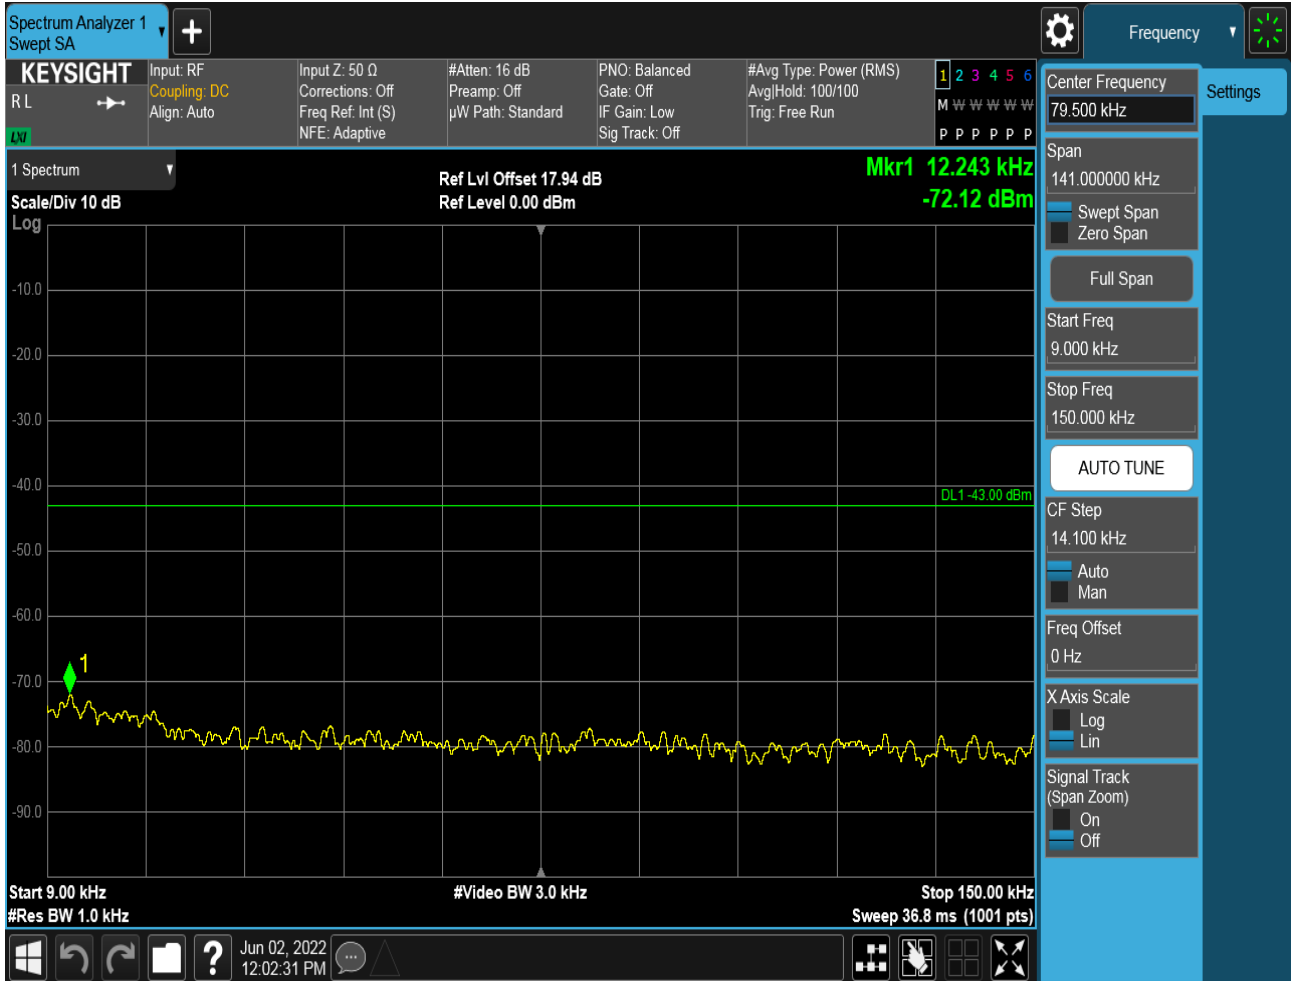 Spectrum Analyzer 1
Swept SA
Frequency
KEYSIGHT
R L
LXI
Input: RF
Coupling: DC
Align: Auto
Input Z: 50 Ω
Corrections: Off
Freq Ref: Int (S)
NFE: Adaptive
#Atten: 16 dB
Preamp: Off
µW Path: Standard
PNO: Balanced
Gate: Off
IF Gain: Low
Sig Track: Off
#Avg Type: Power (RMS)
Avg|Hold: 100/100
Trig: Free Run
1 2 3 4 5 6
M W W W W W
P P P P P P
1 Spectrum
Scale/Div 10 dB
Log
Ref Lvl Offset 17.94 dB
Ref Level 0.00 dBm
Mkr1 12.243 kHz
-72.12 dBm
-10.0
-20.0
-30.0
-40.0
DL1 -43.00 dBm
-50.0
-60.0
1
-70.0
-80.0
-90.0
Start 9.00 kHz
#Res BW 1.0 kHz
#Video BW 3.0 kHz
Stop 150.00 kHz
Sweep 36.8 ms (1001 pts)
Jun 02, 2022
12:02:31 PM
Center Frequency
79.500 kHz
Settings
Span
141.000000 kHz
Swept Span
Zero Span
Full Span
Start Freq
9.000 kHz
Stop Freq
150.000 kHz
AUTO TUNE
CF Step
14.100 kHz
Auto
Man
Freq Offset
0 Hz
X Axis Scale
Log
Lin
Signal Track
(Span Zoom)
On
Off